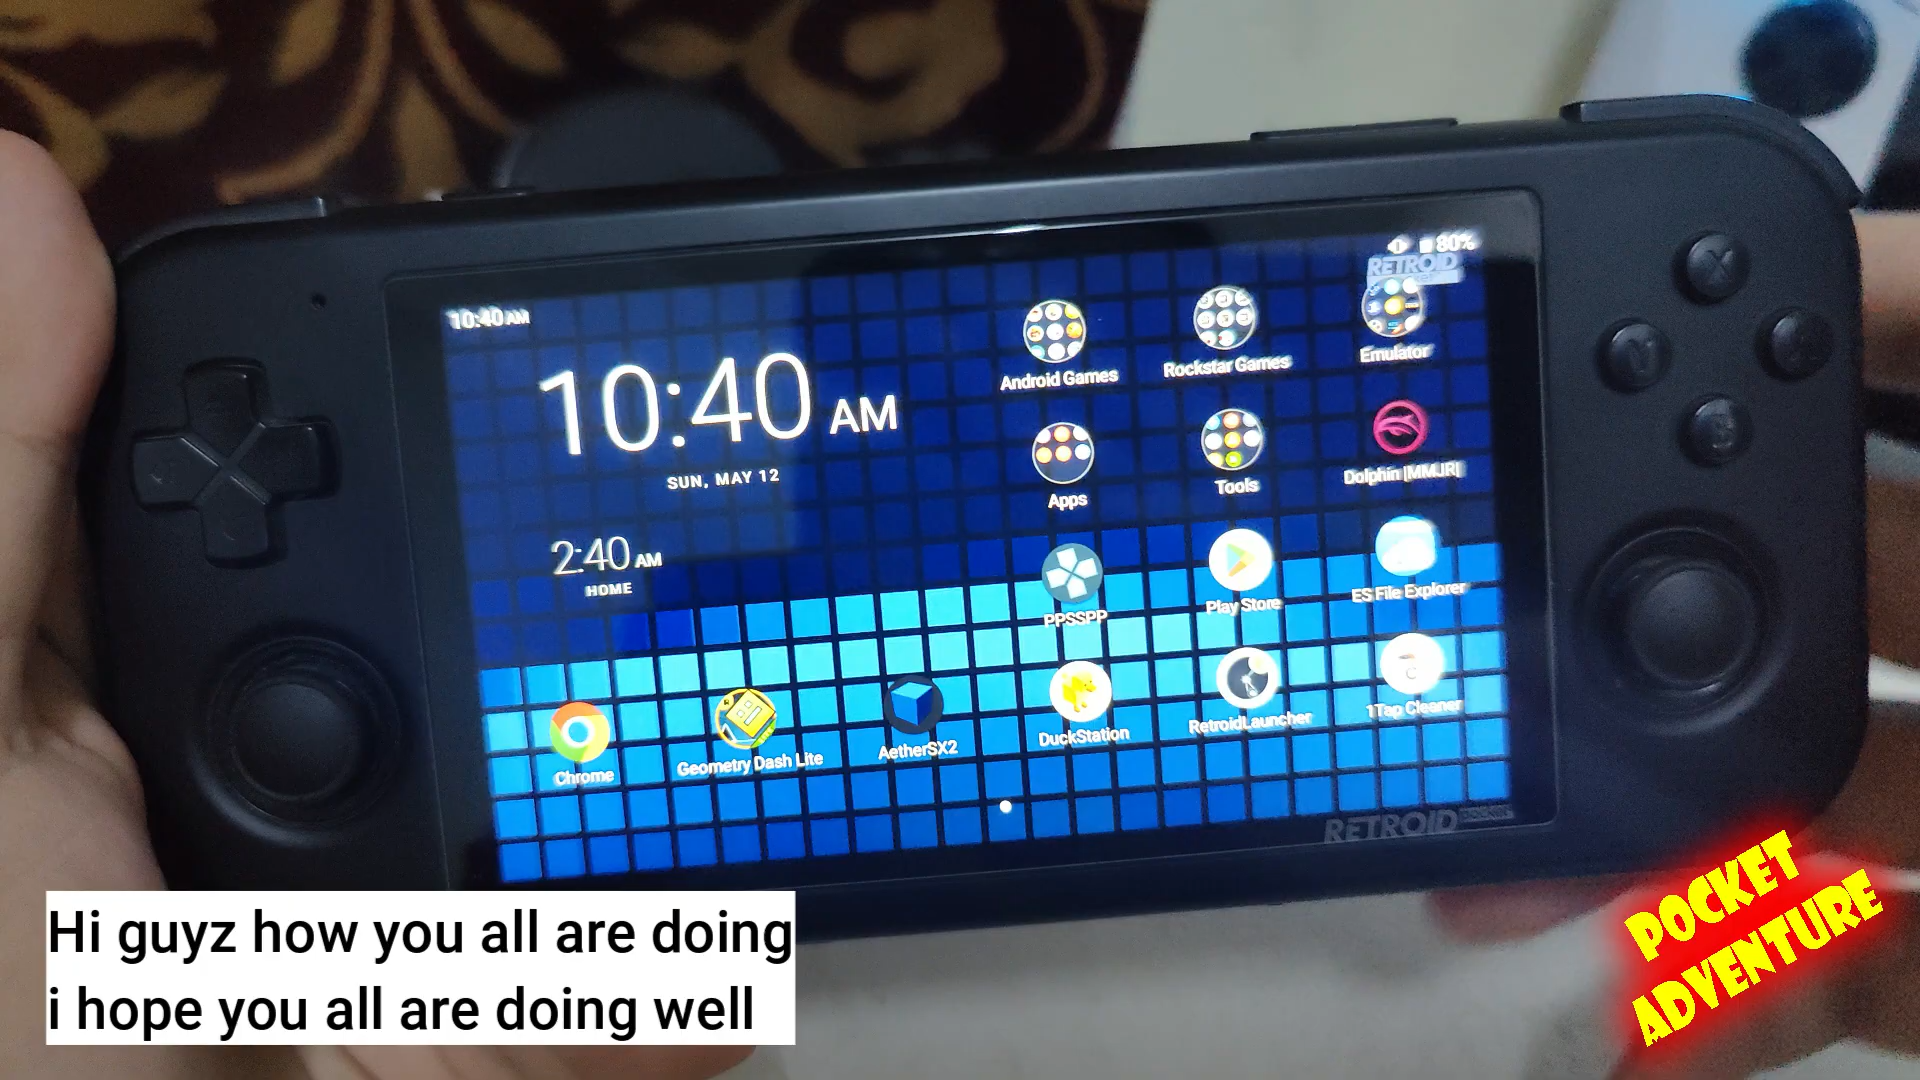 10:40 AM
80%
RETROID
10:40 AM
SUN, MAY 12
2:40 AM
HOME
Android Games
Rockstar Games
Emulator
Apps
Tools
Dolphin |MMJR|
PPSSPP
Play Store
ES File Explorer
Chrome
Geometry Dash Lite
AetherSX2
DuckStation
RetroidLauncher
1Tap Cleaner
RETROID POCKET
X
Y
Hi guyz how you all are doing
i hope you all are doing well
POCKET
ADVENTURE